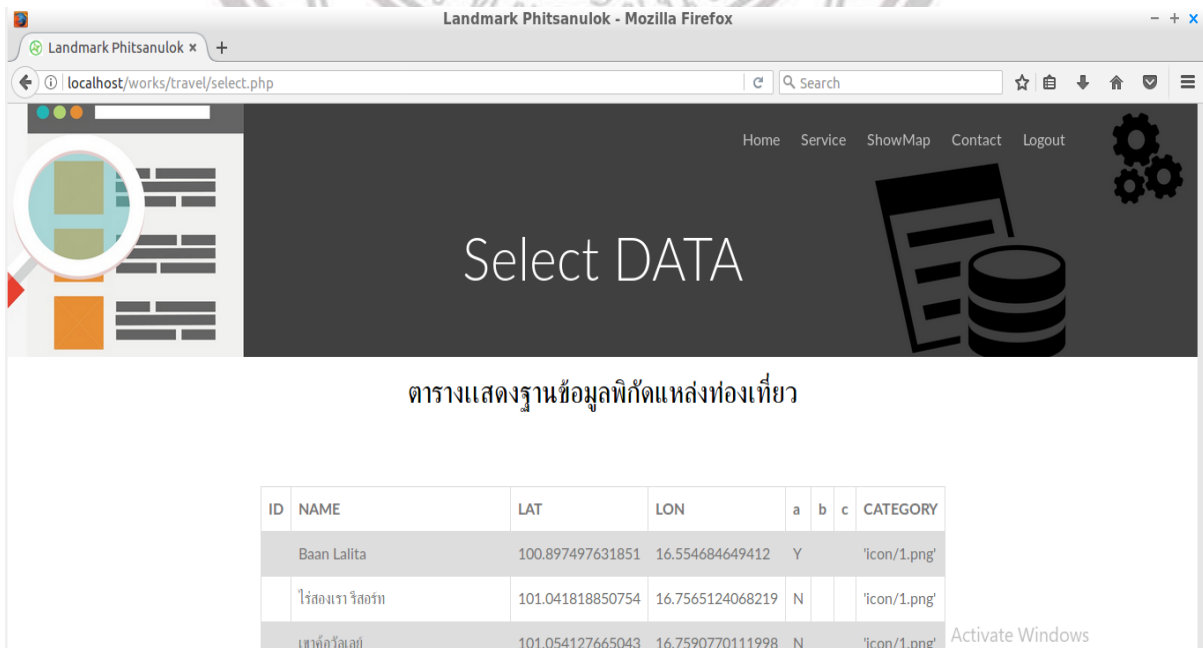 Landmark Phitsanulok - Mozilla Firefox
Landmark Phitsanulok
localhost/works/travel/select.php
Search
Home Service ShowMap Contact Logout
Select DATA
ตารางแสดงฐานข้อมูลพิกัดแหล่งท่องเที่ยว
ID NAME LAT LON a b c CATEGORY
Baan Lalita 100.897497631851 16.554684649412 Y 'icon/1.png'
ไร่สองเรา รีสอร์ท 101.041818850754 16.7565124068219 N 'icon/1.png'
101.054127665043 16.7590770111998 N 'icon/1.png'
Activate Windows